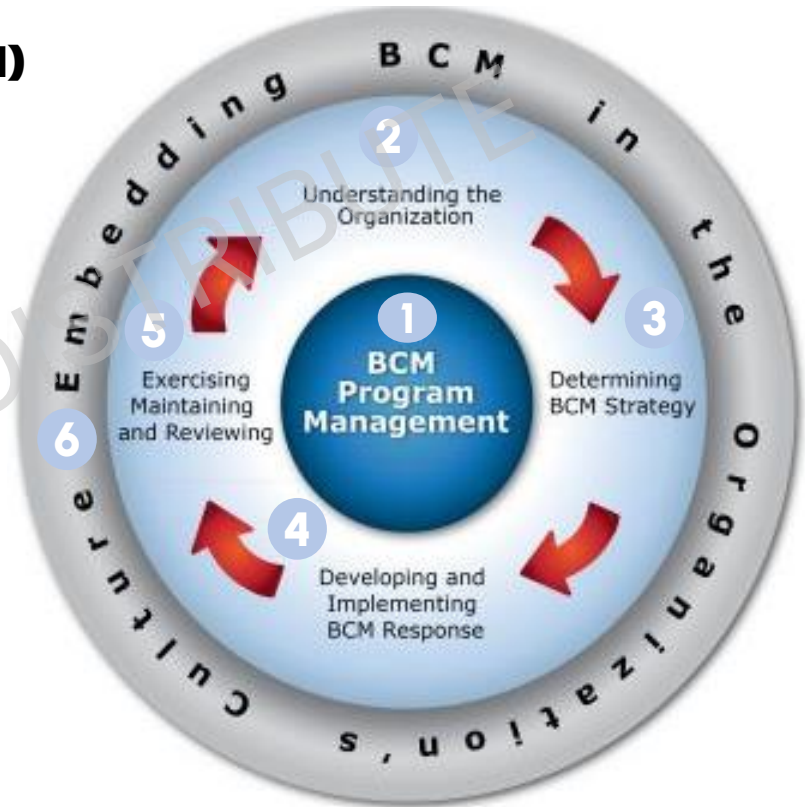 Embedding BCM in the Organization's Culture
2
Understanding the
Organization
1
BCM
Program
Management
3
Determining
BCM Strategy
4
Developing and
Implementing
BCM Response
5
Exercising
Maintaining
and Reviewing
6
DISTRIBUTE